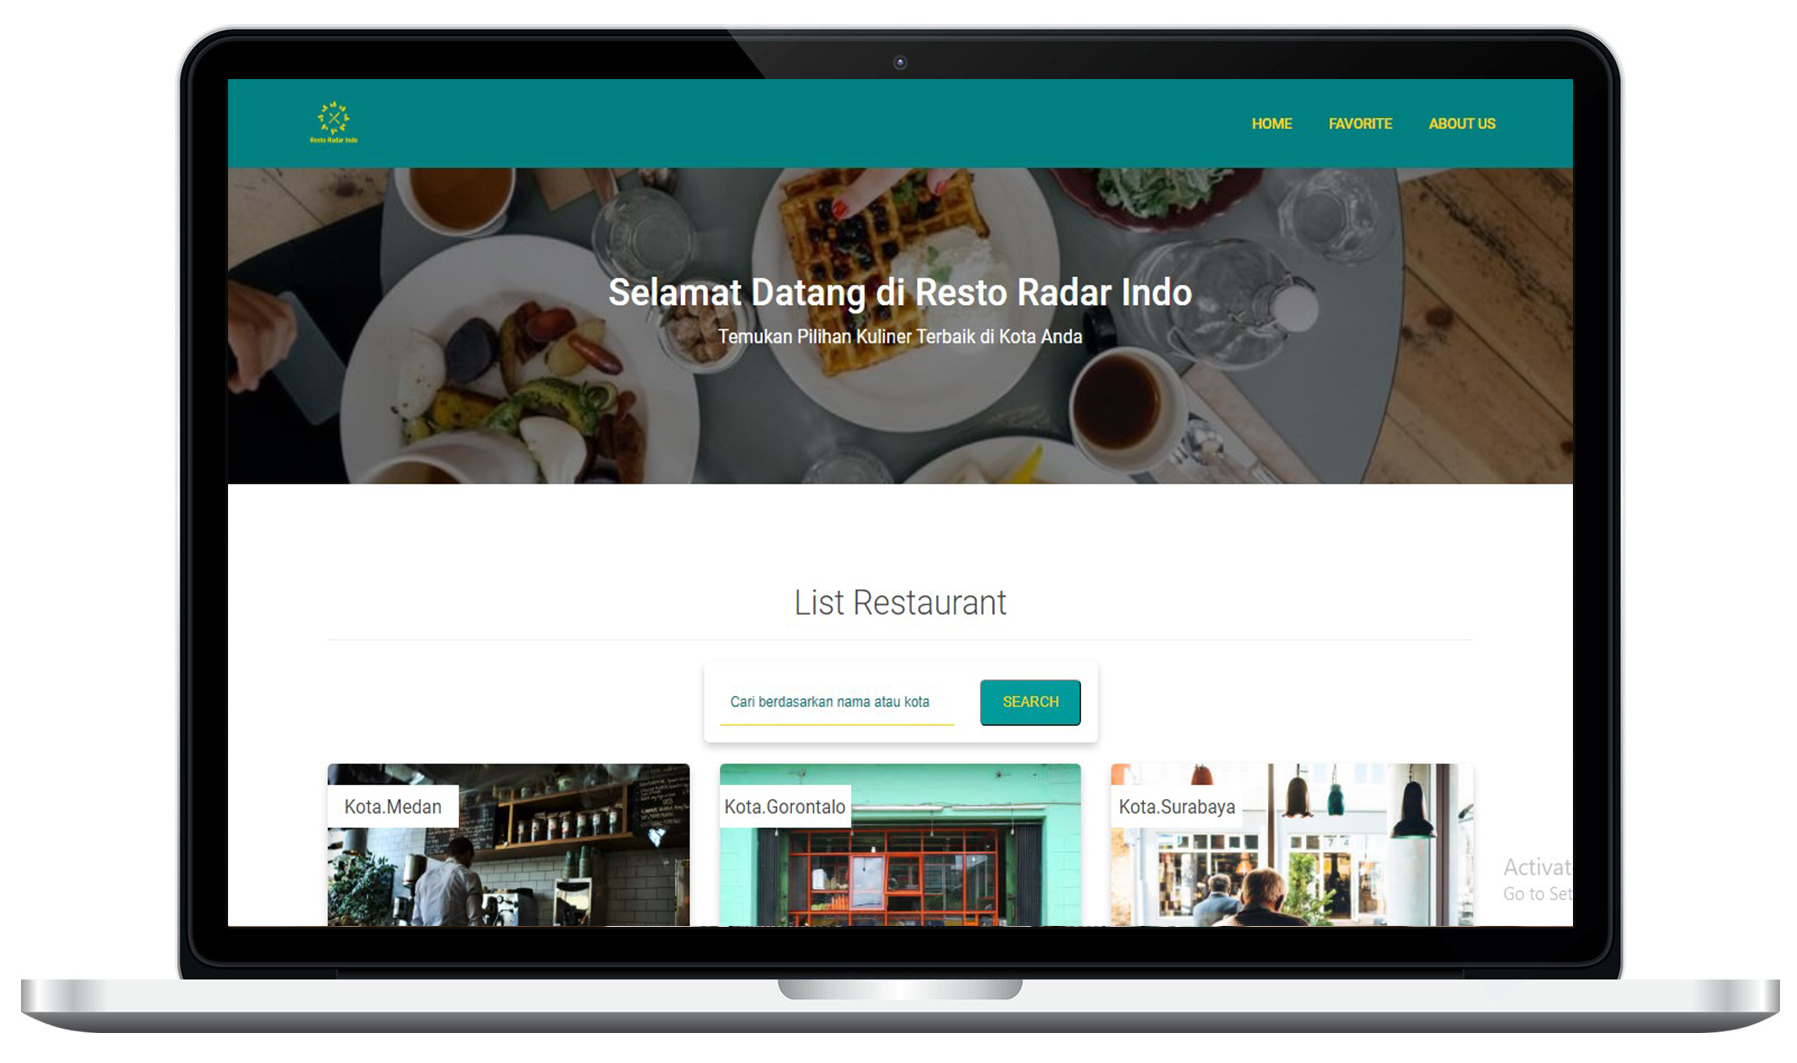 Resto Radar Indo
HOME FAVORITE ABOUT US
Selamat Datang di Resto Radar Indo
Temukan Pilihan Kuliner Terbaik di Kota Anda
List Restaurant
Cari berdasarkan nama atau kota
SEARCH
Kota.Medan
Kota.Gorontalo
Kota.Surabaya
Activat
Go to Set